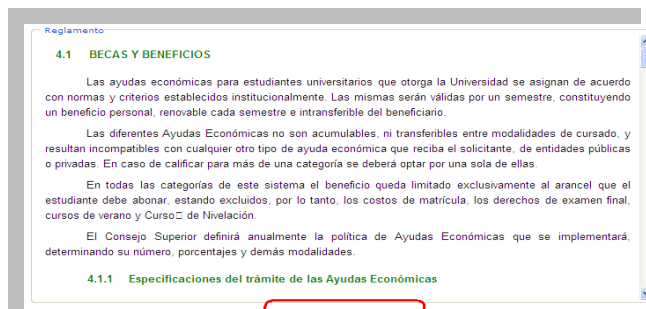 Reglamento
4.1 BECAS Y BENEFICIOS
Las ayudas económicas para estudiantes universitarios que otorga la Universidad se asignan de acuerdo
con normas y criterios establecidos institucionalmente. Las mismas serán válidas por un semestre, constituyendo
un beneficio personal, renovable cada semestre e intransferible del beneficiario.
Las diferentes Ayudas Económicas no son acumulables, ni transferibles entre modalidades de cursado, y
resultan incompatibles con cualquier otro tipo de ayuda económica que reciba el solicitante, de entidades públicas
o privadas. En caso de calificar para más de una categoría se deberá optar por una sola de ellas.
En todas las categorías de este sistema el beneficio queda limitado exclusivamente al arancel que el
estudiante debe abonar, estando excluidos, por lo tanto, los costos de matrícula, los derechos de examen final,
cursos de verano y Curso□ de Nivelación.
El Consejo Superior definirá anualmente la política de Ayudas Económicas que se implementará,
determinando su número, porcentajes y demás modalidades.
4.1.1 Especificaciones del trámite de las Ayudas Económicas